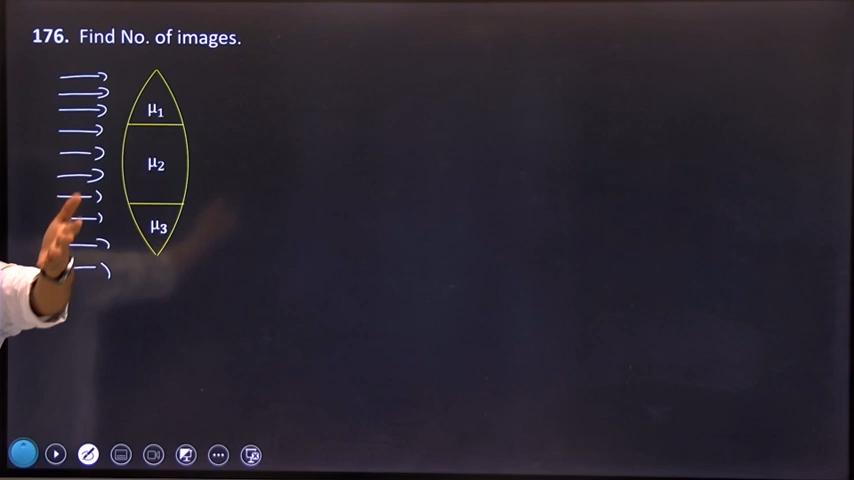 176. Find No. of images.
μ₁
μ₂
μ₃